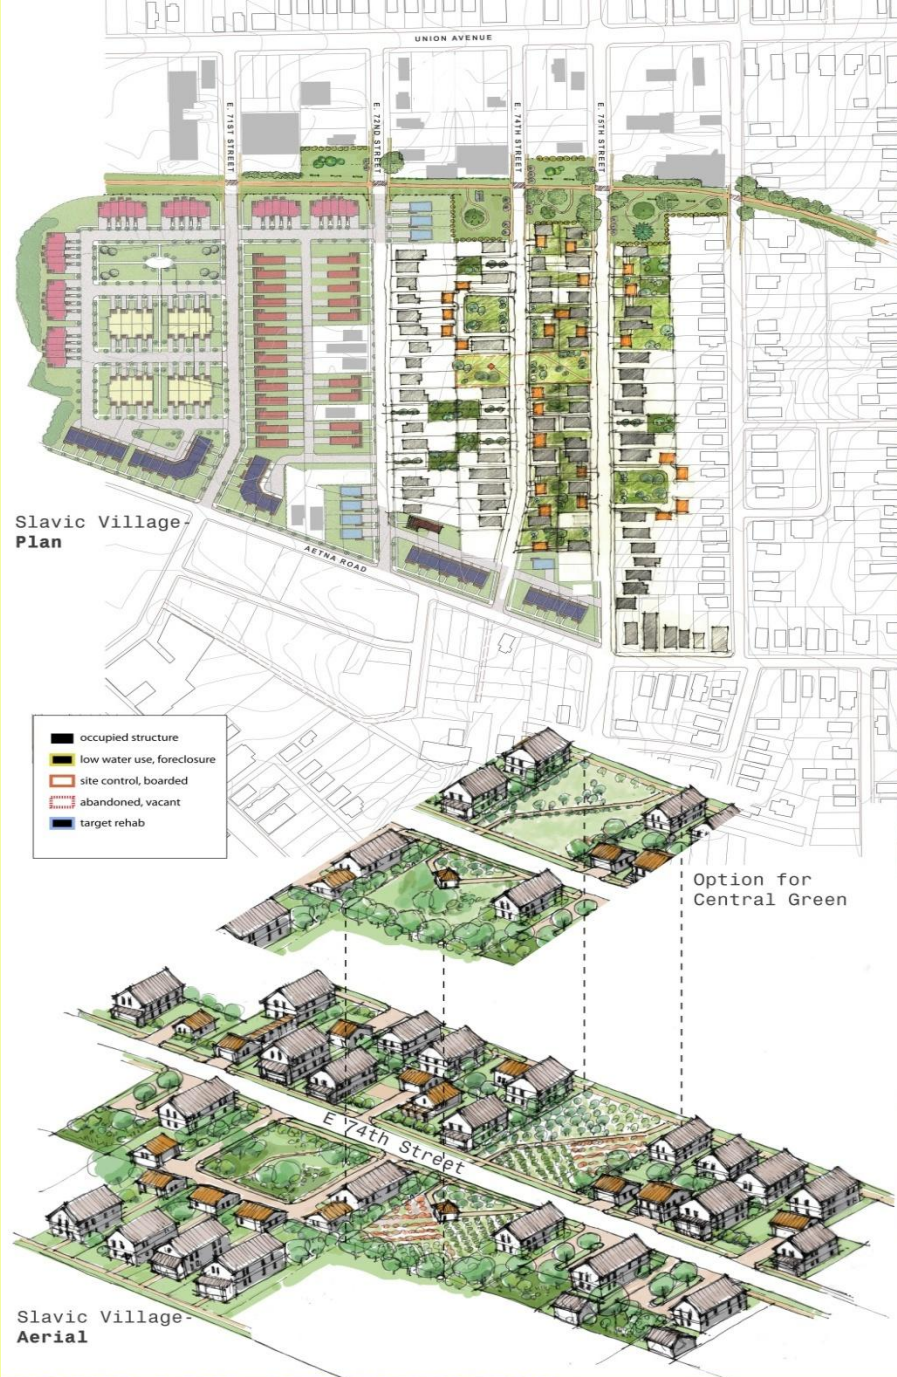 UNION AVENUE
E. 71ST STREET
E. 72ND STREET
E. 74TH STREET
E. 75TH STREET
Slavic Village-
Plan
AETNA ROAD
occupied structure
low water use, foreclosure
site control, boarded
abandoned, vacant
target rehab
Option for
Central Green
E 74th Street
Slavic Village-
Aerial